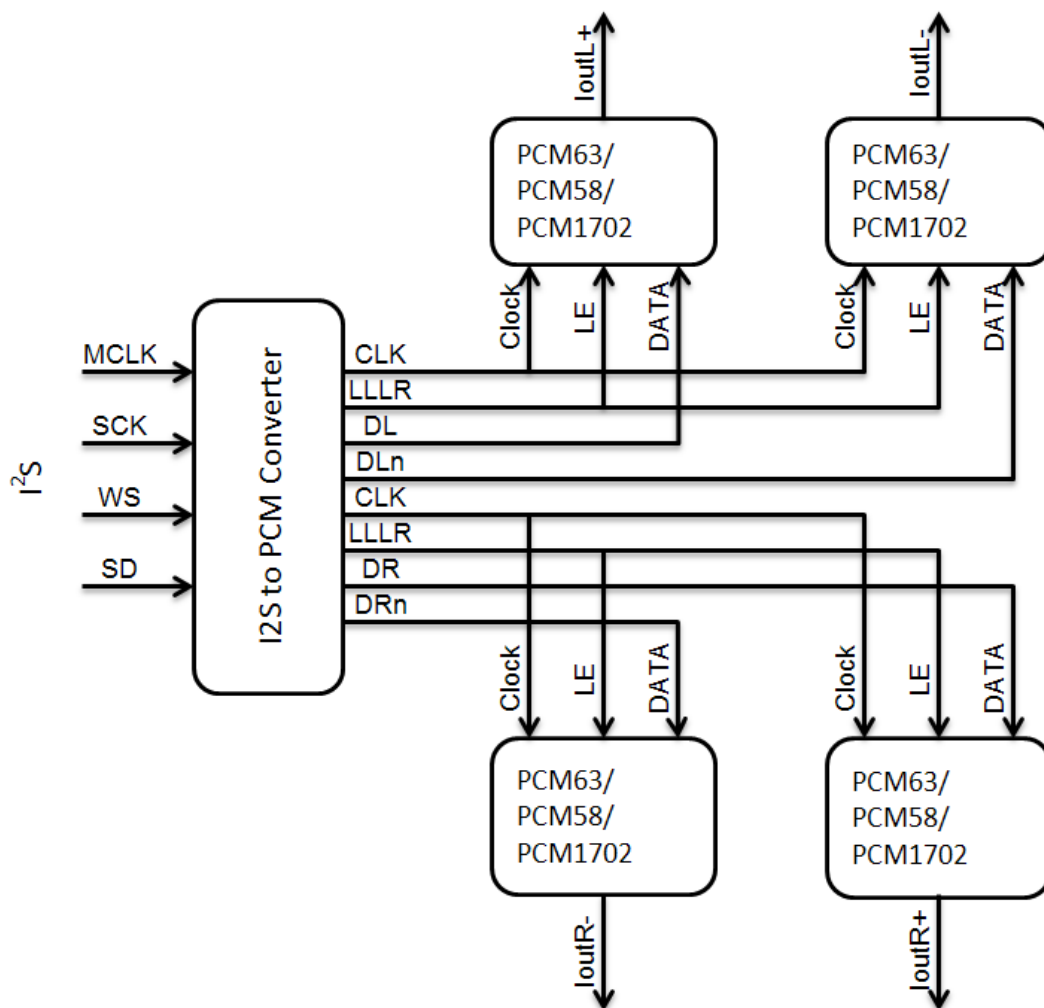 IoutL+
IoutL-
PCM63/
PCM58/
PCM1702
PCM63/
PCM58/
PCM1702
Clock
LE
DATA
Clock
LE
DATA
I²S
MCLK
SCK
WS
SD
I2S to PCM Converter
CLK
LLLR
DL
DLn
CLK
LLLR
DR
DRn
Clock
LE
DATA
Clock
LE
DATA
PCM63/
PCM58/
PCM1702
PCM63/
PCM58/
PCM1702
IoutR-
IoutR+